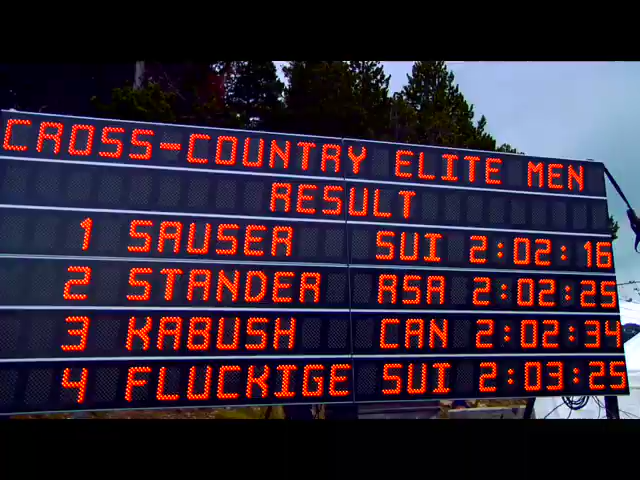 CROSS-COUNTRY ELITE MEN
RESULT
1 SAUSER SUI 2:02:16
2 STANDER RSA 2:02:25
3 KABUSH CAN 2:02:34
4 FLUCKIGE SUI 2:03:25